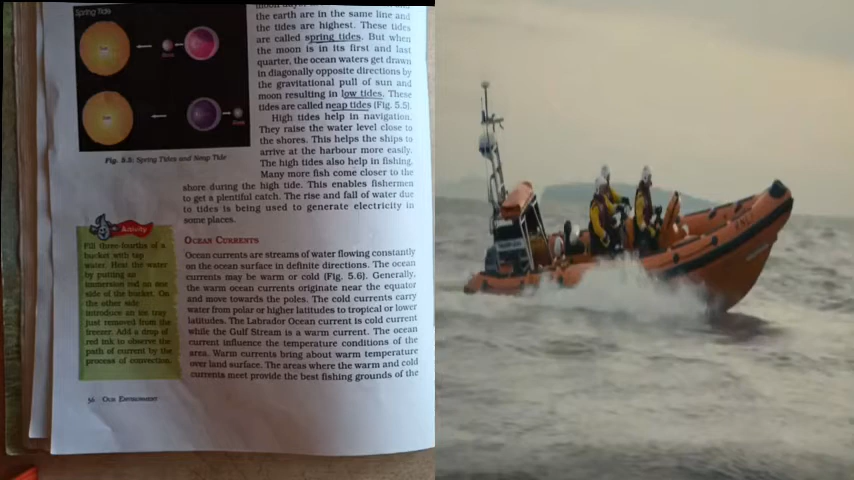 Spring Tide
the earth are in the same line and
the tides are highest. These tides
are called spring tides. But when
the moon is in its first and last
quarter, the ocean waters get drawn
in diagonally opposite directions by
the gravitational pull of sun and
moon resulting in low tides. These
tides are called neap tides (Fig. 5.5).
Fig. 5.5: Spring Tides and Neap Tide
High tides help in navigation.
They raise the water level close to
the shores. This helps the ships to
arrive at the harbour more easily.
The high tides also help in fishing.
Many more fish come closer to the
shore during the high tide. This enables fishermen
to get a plentiful catch. The rise and fall of water due
to tides is being used to generate electricity in
some places.
Activity
Fill three-fourths of a
bucket with tap
water. Heat the water
by putting an
immersion rod on one
side of the bucket. On
the other side
introduce an ice tray
just removed from the
freezer. Add a drop of
red ink to observe the
path of current by the
process of convection.
OCEAN CURRENTS
Ocean currents are streams of water flowing constantly
on the ocean surface in definite directions. The ocean
currents may be warm or cold (Fig. 5.6). Generally,
the warm ocean currents originate near the equator
and move towards the poles. The cold currents carry
water from polar or higher latitudes to tropical or lower
latitudes. The Labrador Ocean current is cold current
while the Gulf Stream is a warm current. The ocean
current influence the temperature conditions of the
area. Warm currents bring about warm temperature
over land surface. The areas where the warm and cold
currents meet provide the best fishing grounds of the
36 OUR ENVIRONMENT